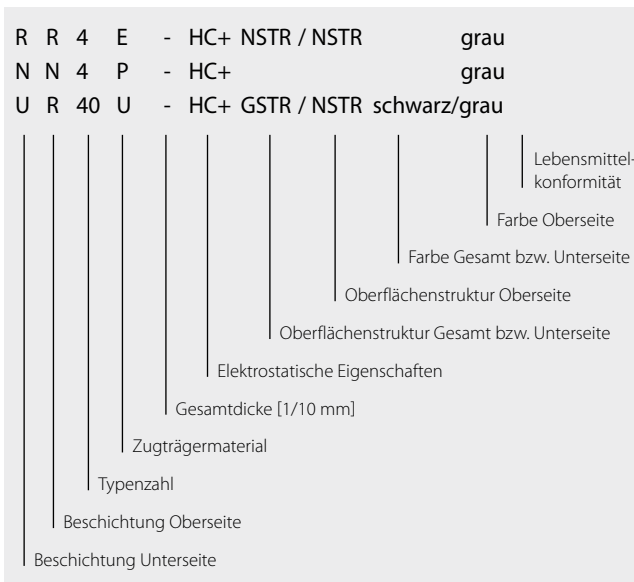 R R 4 E - HC+ NSTR / NSTR grau
N N 4 P - HC+ grau
U R 40 U - HC+ GSTR / NSTR schwarz/grau
Lebensmittel-
konformität
Farbe Oberseite
Farbe Gesamt bzw. Unterseite
Oberflächenstruktur Oberseite
Oberflächenstruktur Gesamt bzw. Unterseite
Elektrostatische Eigenschaften
Gesamtdicke [1/10 mm]
Zugträgermaterial
Typenzahl
Beschichtung Oberseite
Beschichtung Unterseite